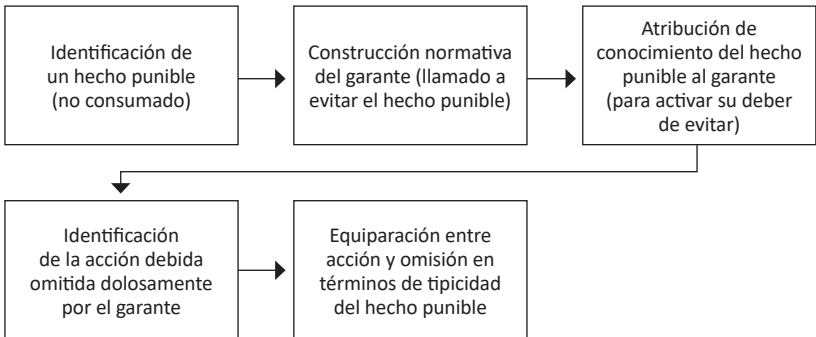 Identificación de
un hecho punible
(no consumado)
Construcción normativa
del garante (llamado a
evitar el hecho punible)
Atribución de
conocimiento del hecho
punible al garante
(para activar su deber
de evitar)
Identificación
de la acción debida
omitida dolosamente
por el garante
Equiparación entre
acción y omisión en
términos de tipicidad
del hecho punible